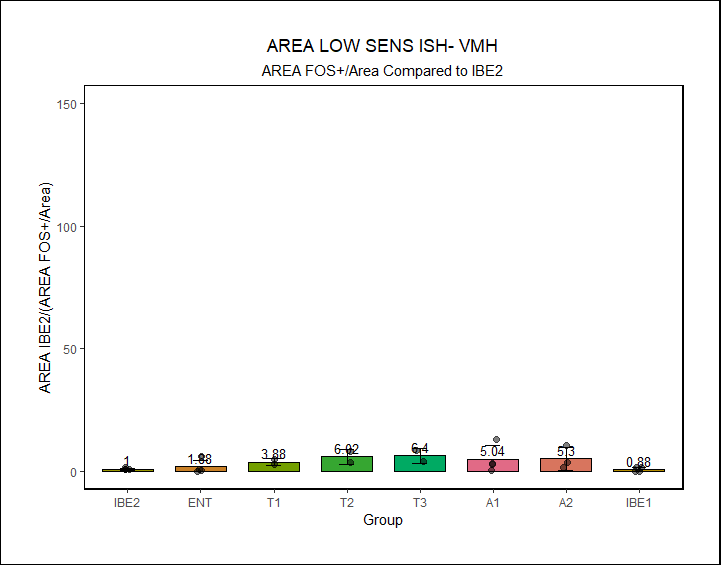 AREA LOW SENS ISH- VMH
AREA FOS+/Area Compared to IBE2
AREA IBE2/(AREA FOS+/Area)
150
100
50
0
1
1.88
3.88
6.02
6.4
5.04
5.3
0.88
IBE2 ENT T1 T2 T3 A1 A2 IBE1
Group